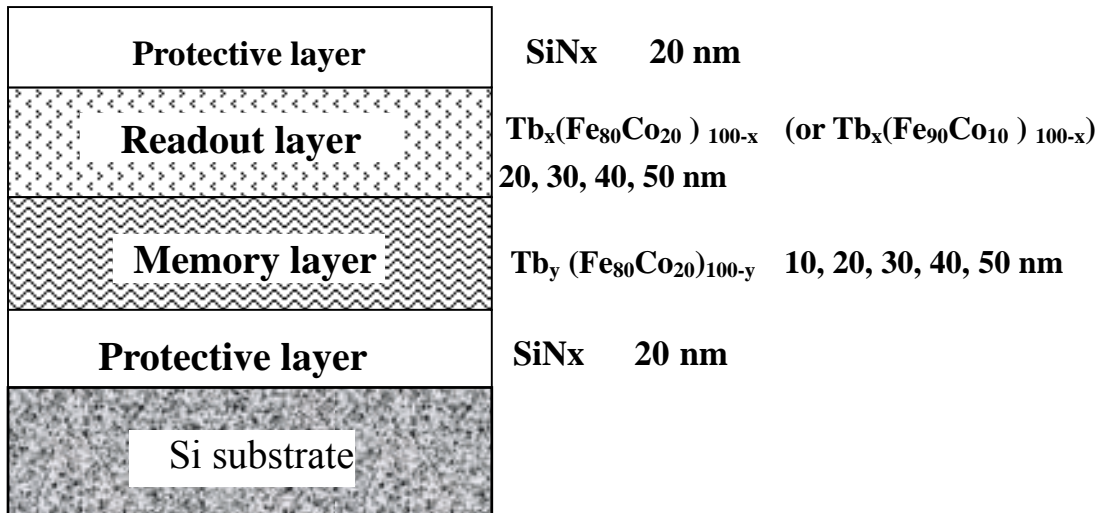 Protective layer SiNx 20 nm
Readout layer Tbx(Fe80Co20 ) 100-x (or TbX(Fe90Co10 ) 100-x)
20, 30, 40, 50 nm
Memory layer Tby (Fe80Co20)100-y 10, 20, 30, 40, 50 nm
Protective layer SiNx 20 nm
Si substrate